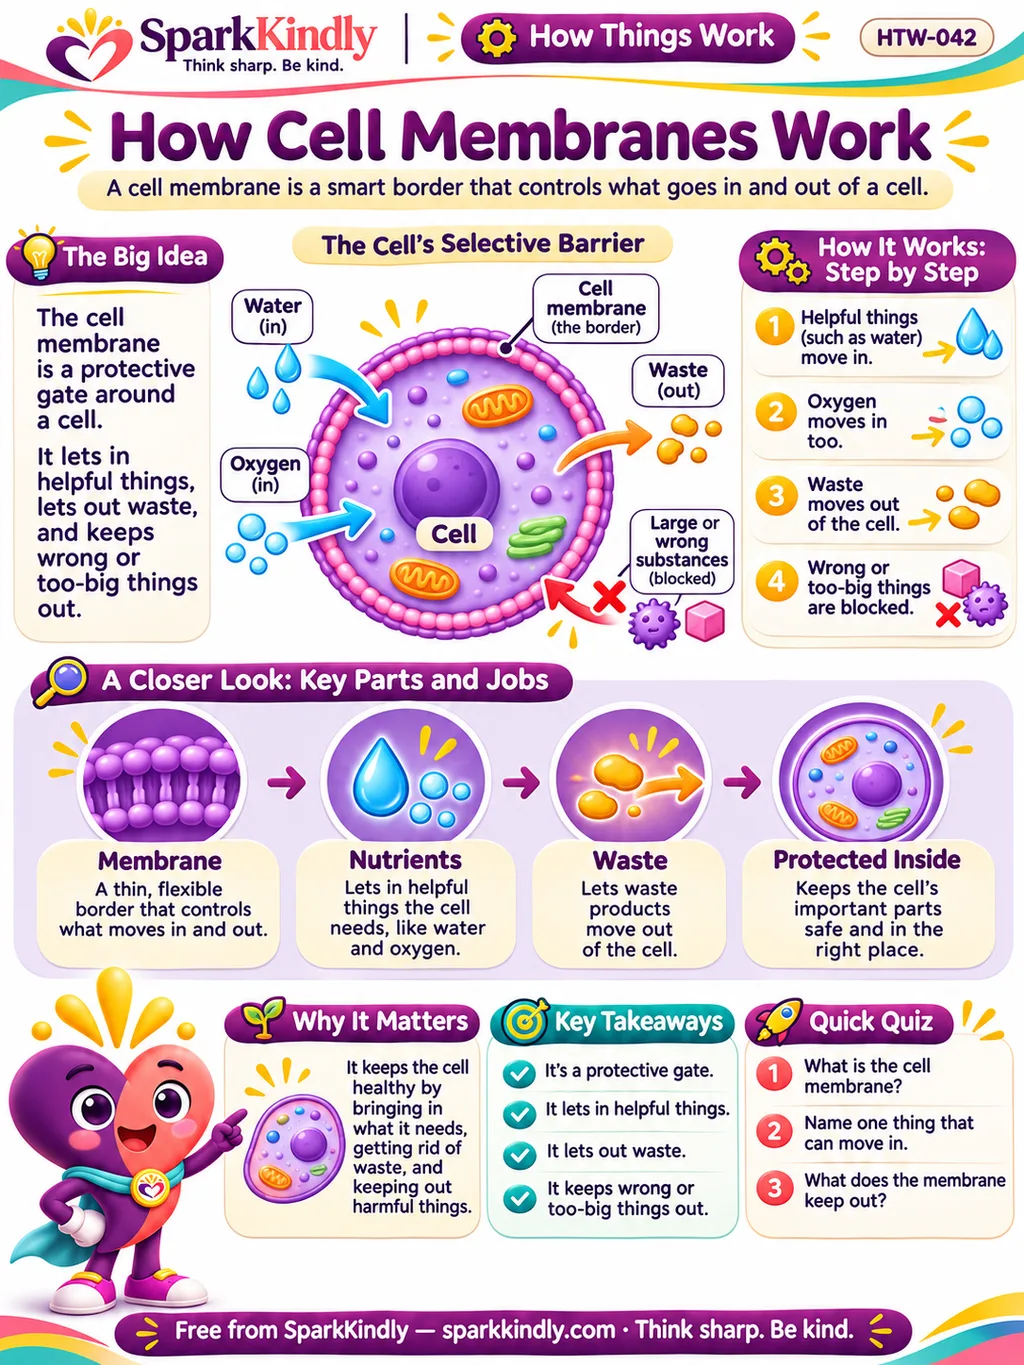 SparkKindly
Think sharp. Be kind.
How Things Work
HTW-042
How Cell Membranes Work
A cell membrane is a smart border that controls what goes in and out of a cell.
The Big Idea
The cell
membrane
is a protective
gate around
a cell.
It lets in
helpful things,
lets out waste,
and keeps
wrong or
too-big things
out.
The Cell's Selective Barrier
Water
(in)
Cell
membrane
(the border)
Waste
(out)
Oxygen
(in)
Cell
Large or
wrong
substances
(blocked)
How It Works:
Step by Step
1
Helpful things
(such as water)
move in.
2
Oxygen
moves in
too.
3
Waste
moves out
of the cell.
4
Wrong or
too-big things
are blocked.
A Closer Look: Key Parts and Jobs
Membrane
A thin, flexible
border that controls
what moves in and out.
Nutrients
Lets in helpful
things the cell
needs, like water
and oxygen.
Waste
Lets waste
products
move out
of the cell.
Protected Inside
Keeps the cell's
important parts
safe and in the
right place.
Why It Matters
It keeps the cell
healthy by
bringing in
what it needs,
getting rid of
waste, and
keeping out
harmful things.
Key Takeaways
It's a protective gate.
It lets in helpful things.
It lets out waste.
It keeps wrong or
too-big things out.
Quick Quiz
1
What is the cell
membrane?
2
Name one thing that
can move in.
3
What does the membrane
keep out?
Free from SparkKindly — sparkkindly.com · Think sharp. Be kind.